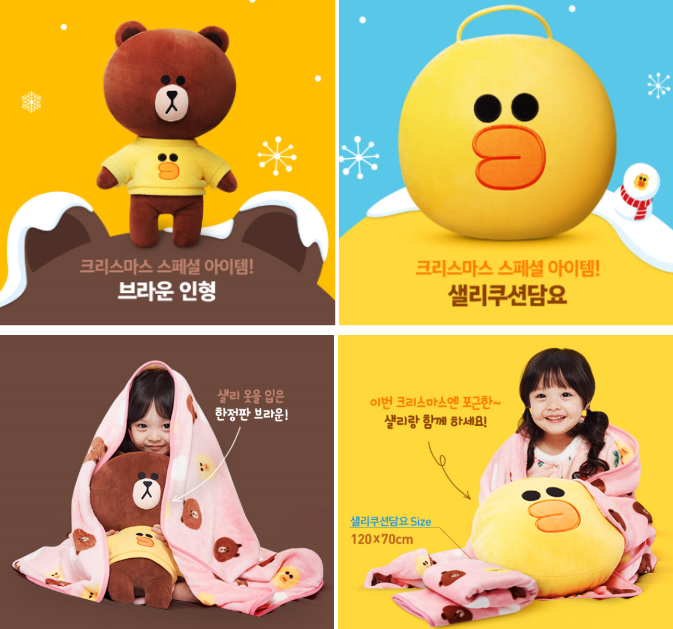 크리스마스 스페셜 아이템!
브라운 인형
크리스마스 스페셜 아이템!
샐리쿠션담요
샐리 옷을 입은
한정판 브라운!
이번 크리스마스엔 포근한~
샐리랑 함께 하세요!
샐리쿠션담요 Size
120×70cm